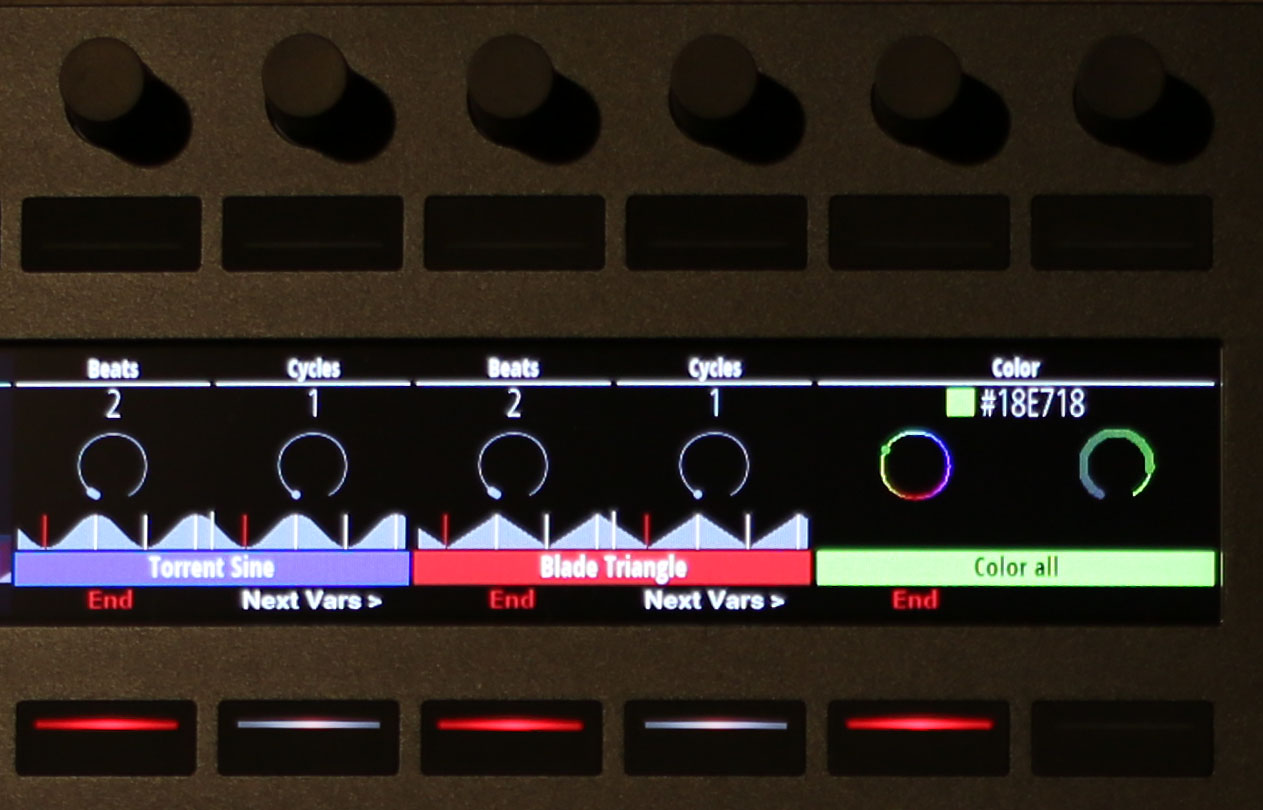 Beats Cycles Beats Cycles Color
2 1 2 1 #18E718
Torrent Sine Blade Triangle Color all
End Next Vars > End Next Vars > End